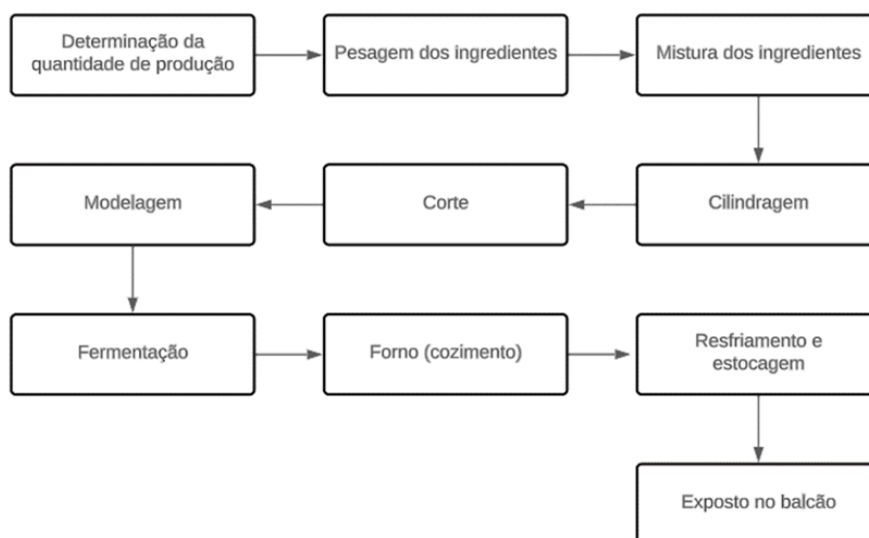 Determinação da
quantidade de produção
Pesagem dos ingredientes
Mistura dos ingredientes
Cilindragem
Corte
Modelagem
Fermentação
Forno (cozimento)
Resfriamento e
estocagem
Exposto no balcão